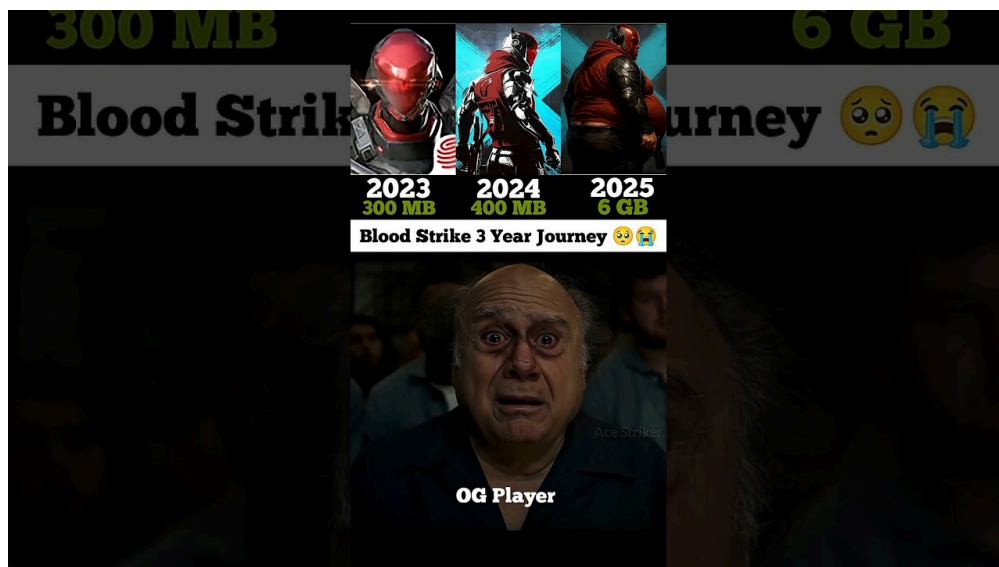 300 MB
6 GB
Blood Strik
urney 🥺😭
2023 2024 2025
300 MB 400 MB 6 GB
Blood Strike 3 Year Journey 🥺😭
Ace Striker
OG Player